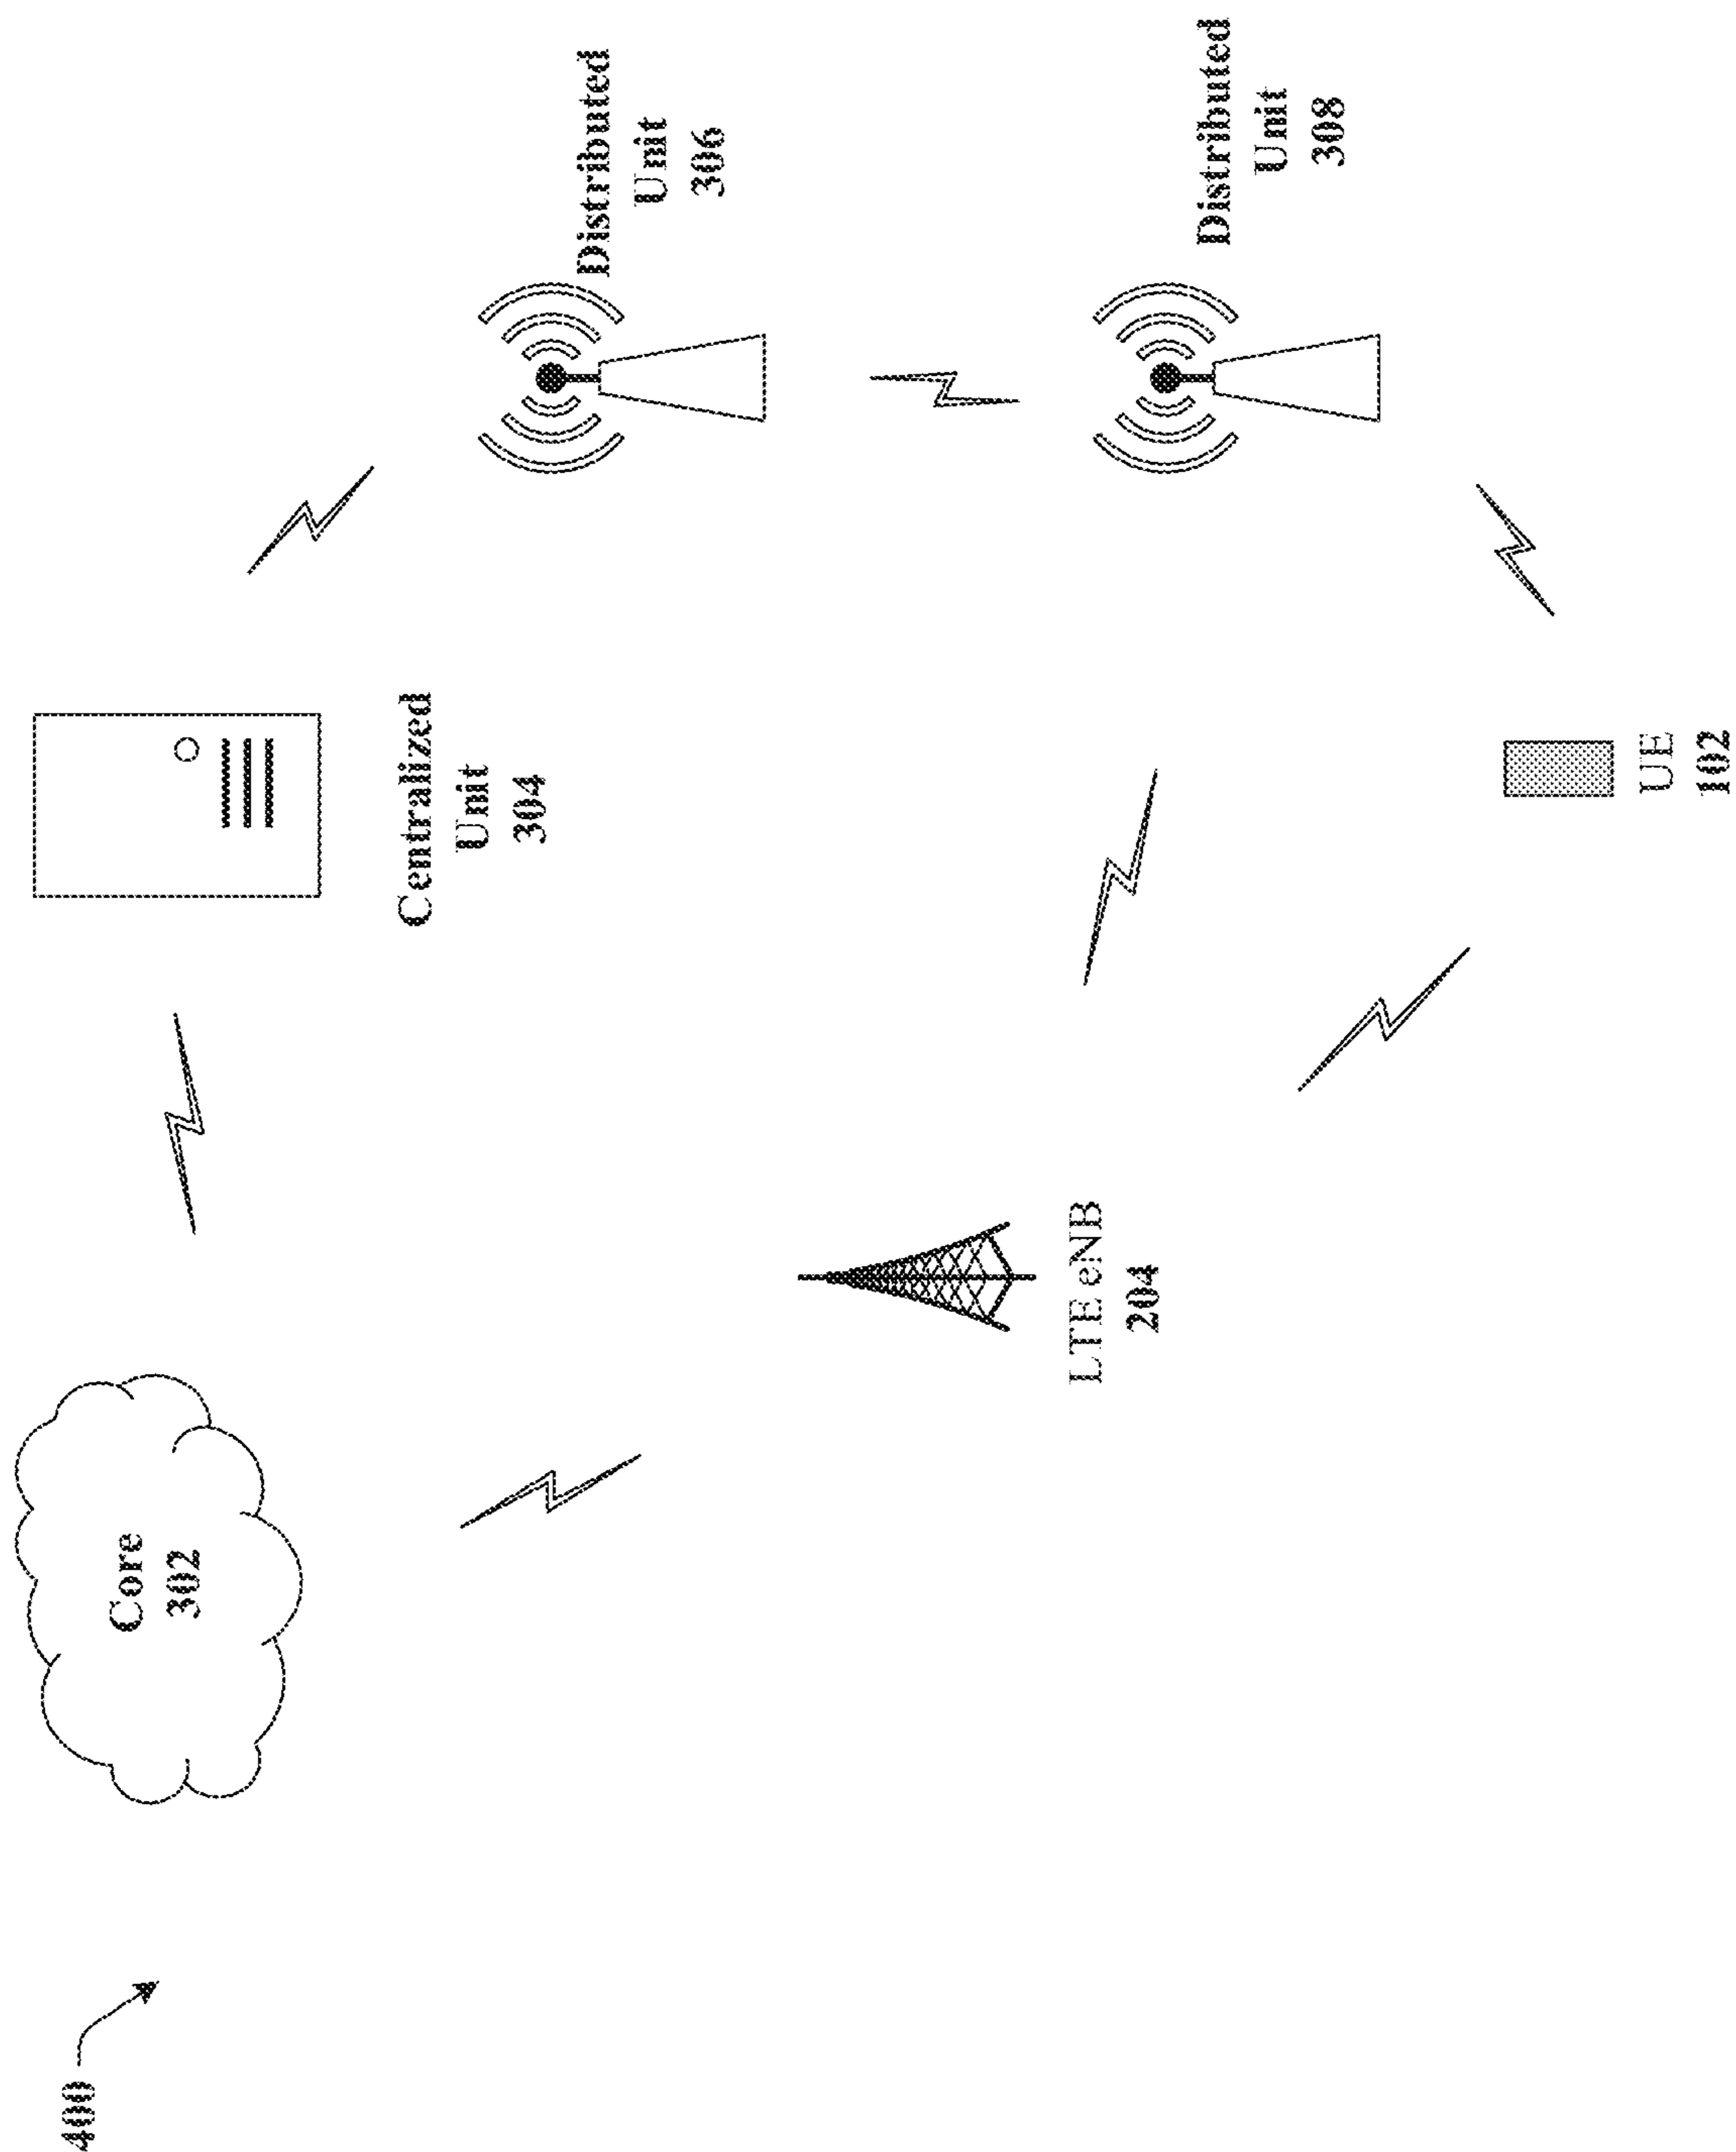 400
Core
302
Centralized
Unit
304
Distributed
Unit
306
LTE eNB
204
Distributed
Unit
308
UE
102